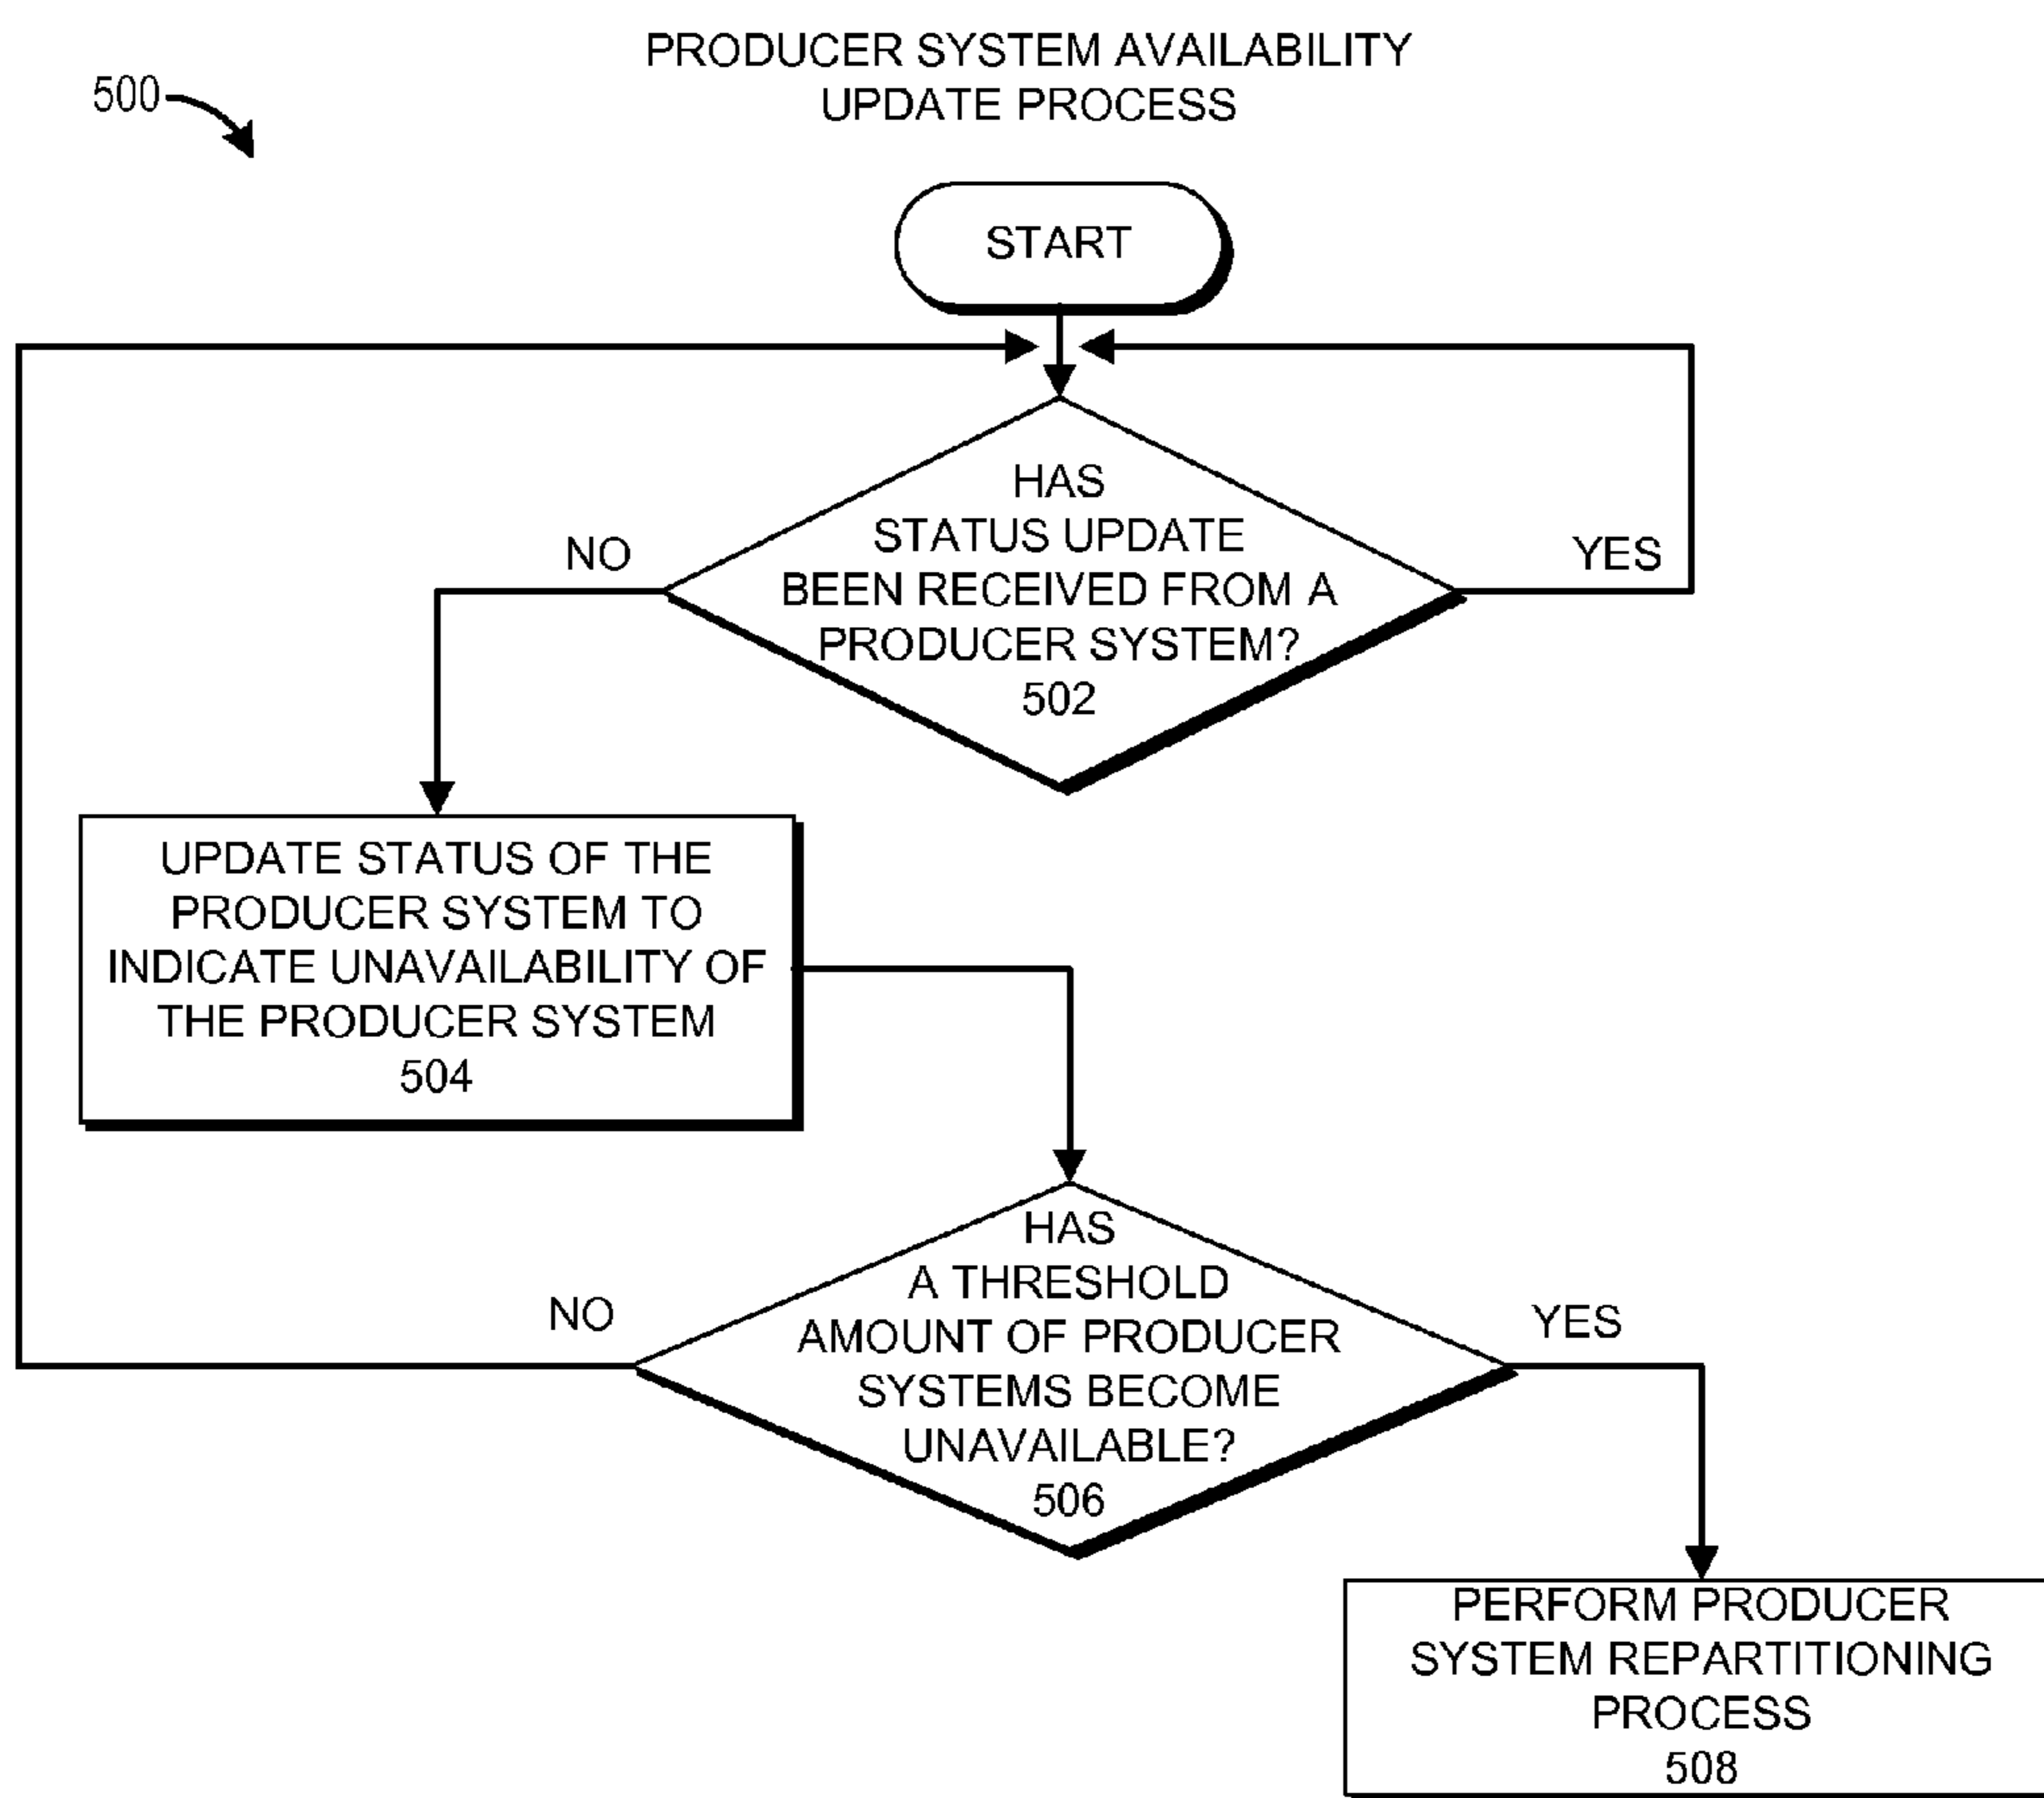 PRODUCER SYSTEM AVAILABILITY
UPDATE PROCESS
500
START
HAS
STATUS UPDATE
BEEN RECEIVED FROM A
PRODUCER SYSTEM?
502
NO
YES
UPDATE STATUS OF THE
PRODUCER SYSTEM TO
INDICATE UNAVAILABILITY OF
THE PRODUCER SYSTEM
504
HAS
A THRESHOLD
AMOUNT OF PRODUCER
SYSTEMS BECOME
UNAVAILABLE?
506
NO
YES
PERFORM PRODUCER
SYSTEM REPARTITIONING
PROCESS
508